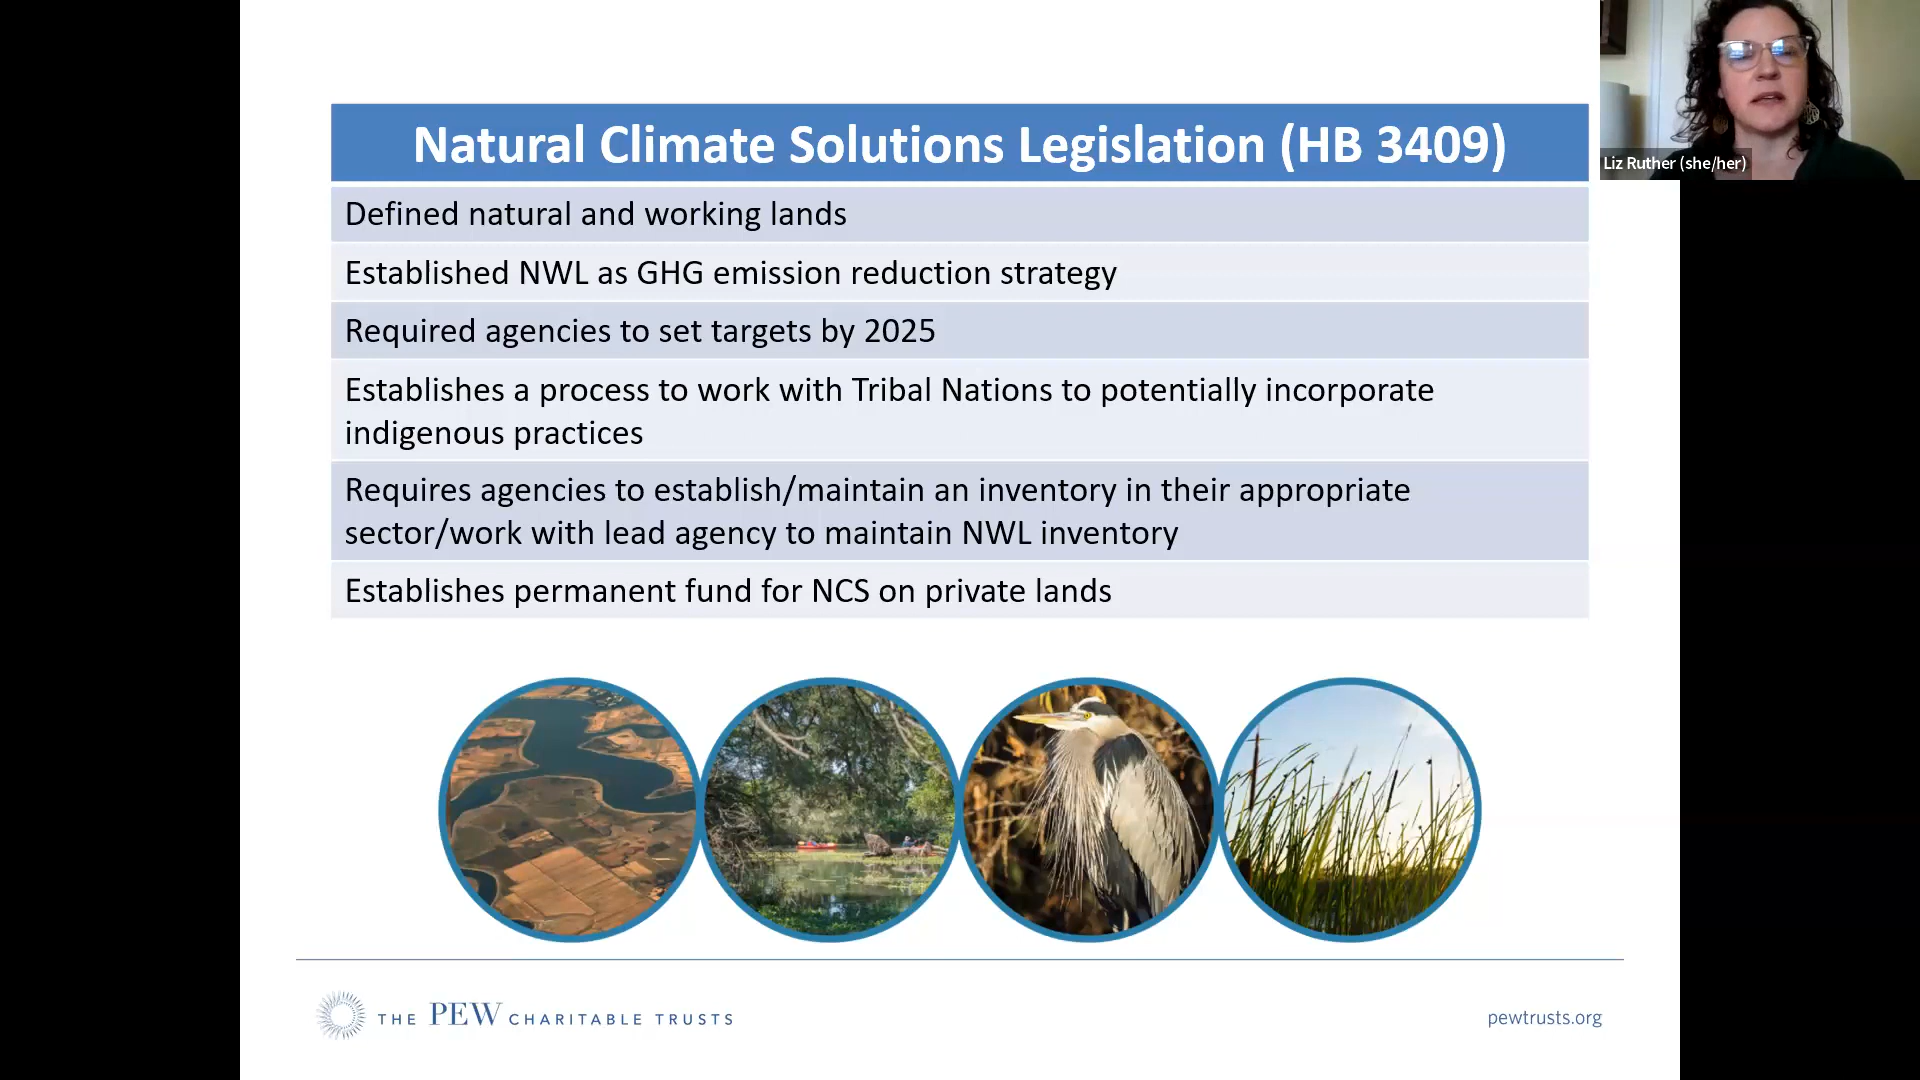 Natural Climate Solutions Legislation (HB 3409)
Defined natural and working lands
Established NWL as GHG emission reduction strategy
Required agencies to set targets by 2025
Establishes a process to work with Tribal Nations to potentially incorporate
indigenous practices
Requires agencies to establish/maintain an inventory in their appropriate
sector/work with lead agency to maintain NWL inventory
Establishes permanent fund for NCS on private lands
THE PEW CHARITABLE TRUSTS
pewtrusts.org
Liz Ruther (she/her)